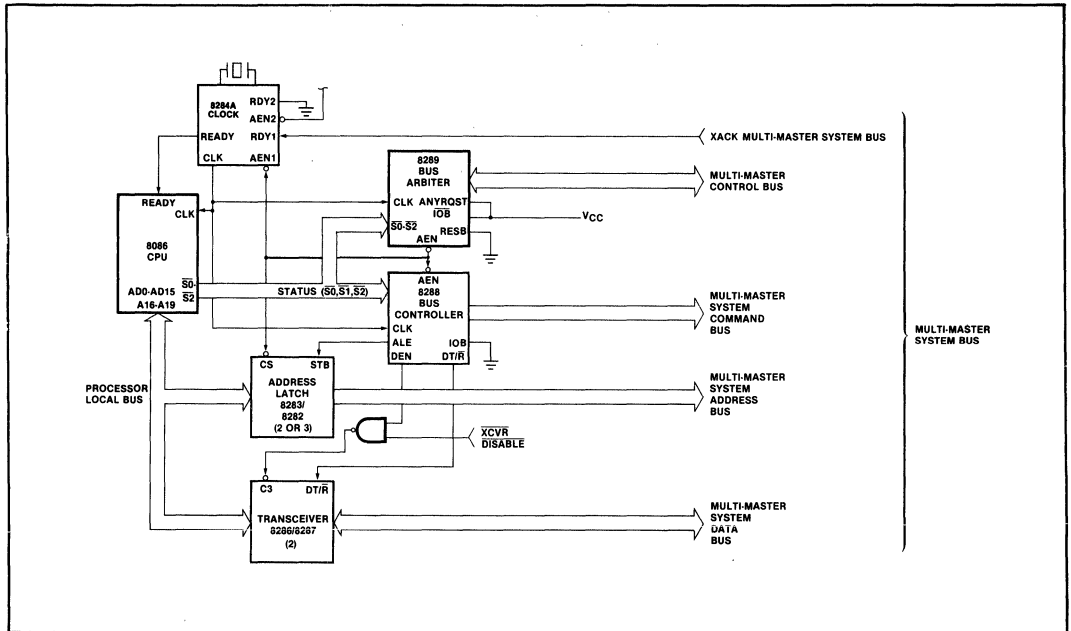 8284A
CLOCK
RDY2
AEN2
READY
RDY1
CLK
AEN1
XACK MULTI-MASTER SYSTEM BUS
8289
BUS
ARBITER
MULTI-MASTER
CONTROL BUS
READY
CLK
8086
CPU
S0-
S2
AD0-AD15
A16-A19
CLK
ANYRQST
IOB
S0-S2
RESB
AEN
VCC
STATUS (S0,S1,S2)
AEN
8288
BUS
CONTROLLER
CLK
ALE
IOB
DEN
DT/R
MULTI-MASTER
SYSTEM
COMMAND
BUS
MULTI-MASTER
SYSTEM BUS
PROCESSOR
LOCAL BUS
CS
STB
ADDRESS
LATCH
8283/
8282
(2 OR 3)
MULTI-MASTER
SYSTEM
ADDRESS
BUS
XCVR
DISABLE
C3
DT/R
TRANSCEIVER
8286/8287
(2)
MULTI-MASTER
SYSTEM
DATA
BUS